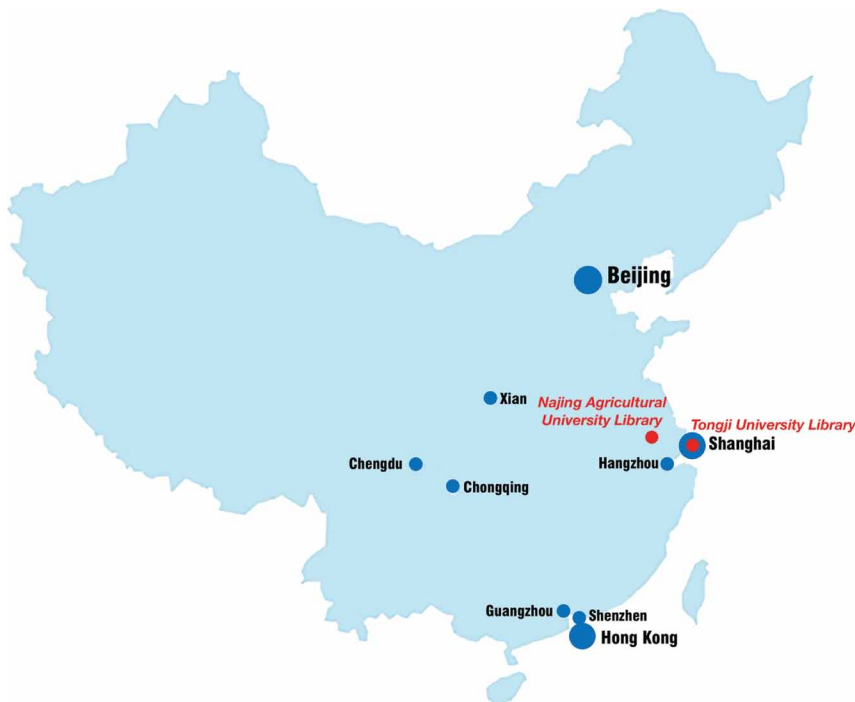 Beijing
Xian
Najing Agricultural
University Library
Tongji University Library
Shanghai
Hangzhou
Chengdu
Chongqing
Guangzhou
Shenzhen
Hong Kong